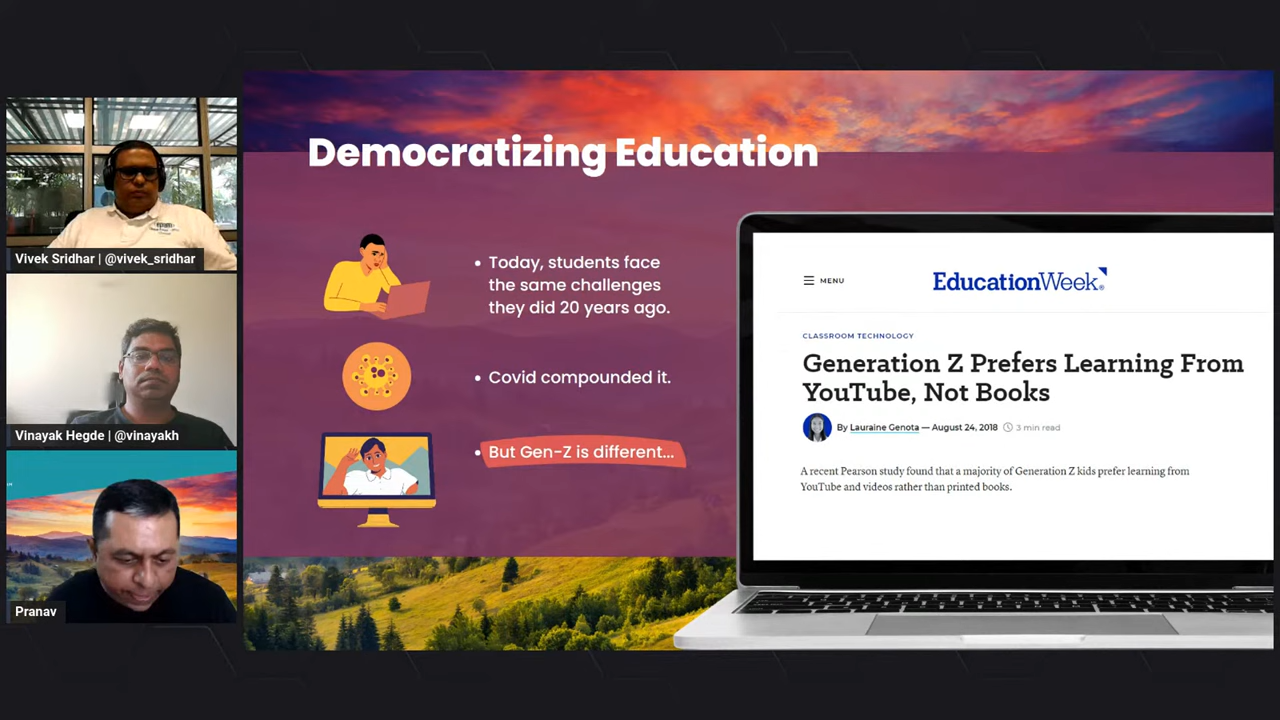 Democratizing Education
Vivek Sridhar | @vivek_sridhar
Vinayak Hegde | @vinayakh
Pranav
• Today, students face
the same challenges
they did 20 years ago.
• Covid compounded it.
• But Gen-Z is different...
MENU
EducationWeek®
CLASSROOM TECHNOLOGY
Generation Z Prefers Learning From
YouTube, Not Books
By Lauraine Genota — August 24, 2018 3 min read
A recent Pearson study found that a majority of Generation Z kids prefer learning from
YouTube and videos rather than printed books.